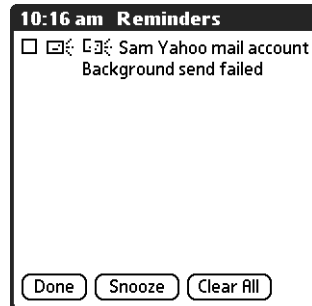 10:16 am Reminders
Sam Yahoo mail account
Background send failed
Done Snooze Clear All